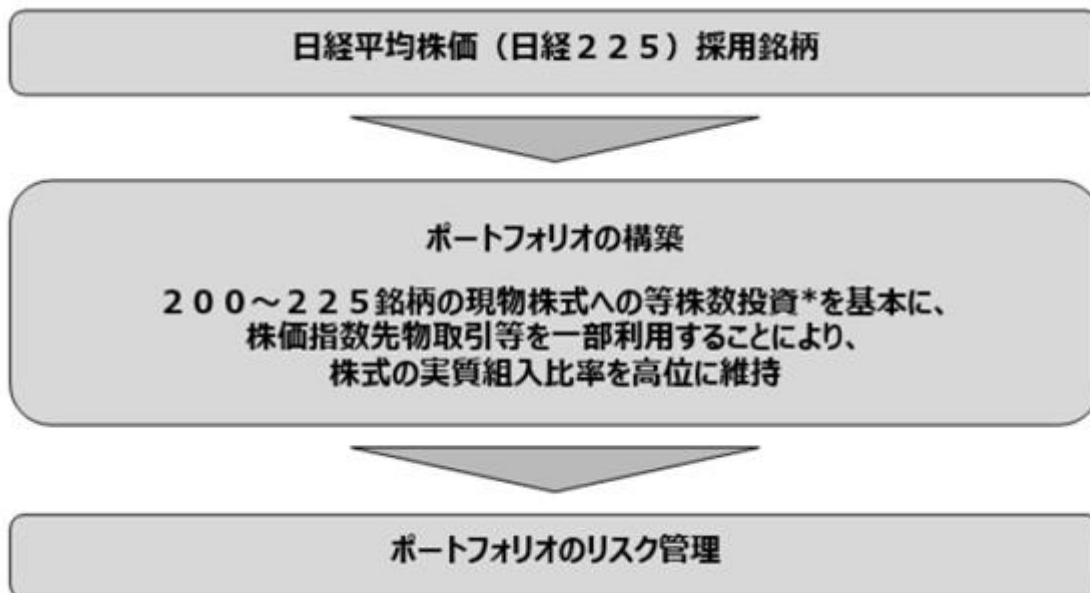 日経平均株価（日経２２５）採用銘柄
ポートフォリオの構築
２００～２２５銘柄の現物株式への等株数投資*を基本に、
株価指数先物取引等を一部利用することにより、
株式の実質組入比率を高位に維持
ポートフォリオのリスク管理